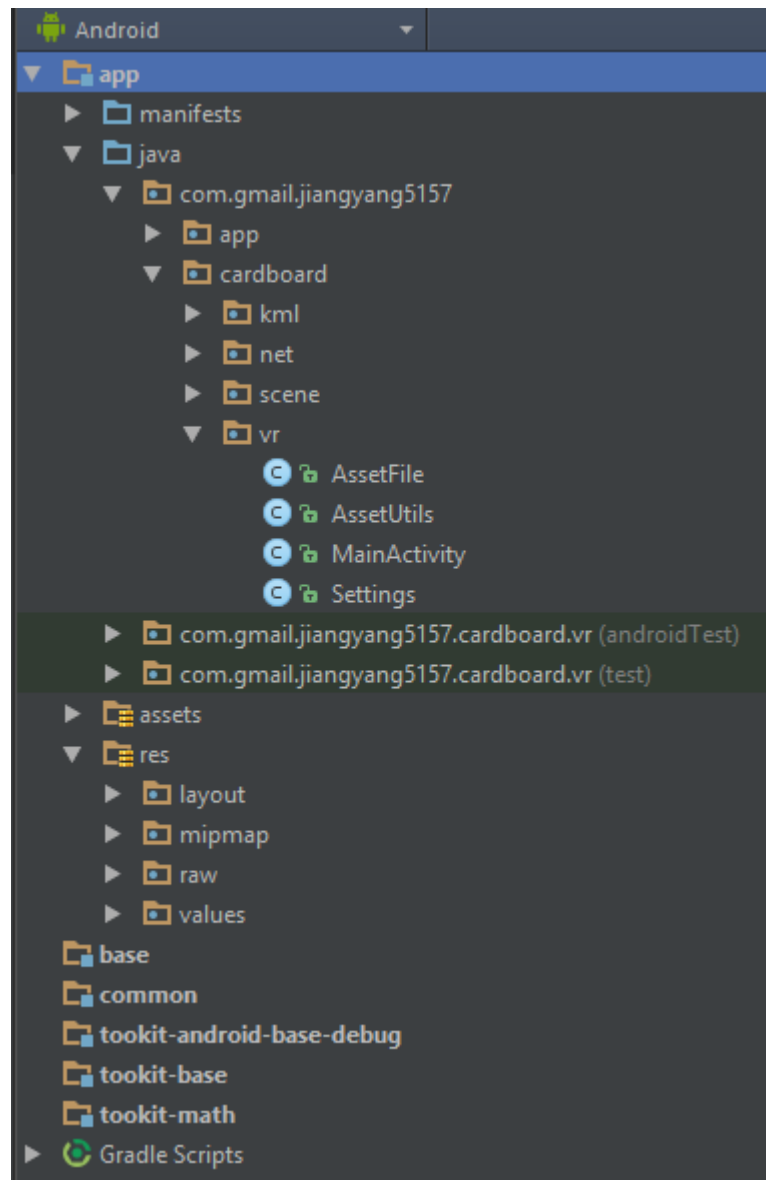 Android
app
manifests
java
com.gmail.jiangyang5157
app
cardboard
kml
net
scene
vr
AssetFile
AssetUtils
MainActivity
Settings
com.gmail.jiangyang5157.cardboard.vr (androidTest)
com.gmail.jiangyang5157.cardboard.vr (test)
assets
res
layout
mipmap
raw
values
base
common
tookit-android-base-debug
tookit-base
tookit-math
Gradle Scripts